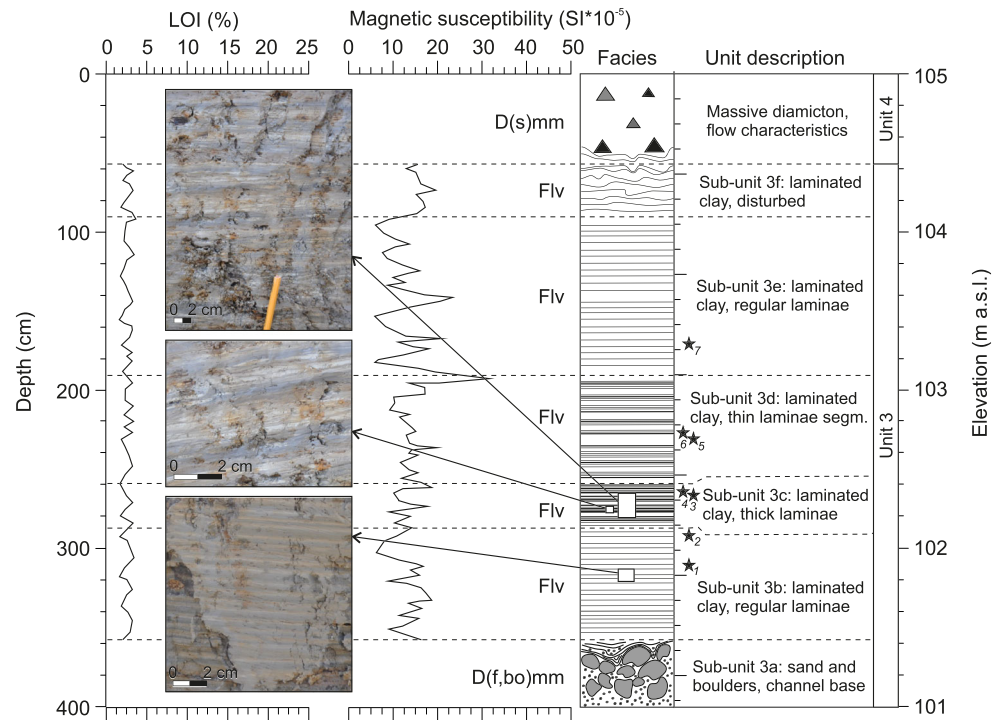 LOI (%)
Magnetic susceptibility (SI*10-5)
0 5 10 15 20 25
0 10 20 30 40 50
Facies
Unit description
0
100
200
300
400
Depth (cm)
105
104
103
102
101
Elevation (m a.s.l.)
D(s)mm
Massive diamicton,
flow characteristics
Unit 4
Flv
Sub-unit 3f: laminated
clay, disturbed
Flv
Sub-unit 3e: laminated
clay, regular laminae
7
Flv
Sub-unit 3d: laminated
clay, thin laminae segm.
6 5
Unit 3
Flv
Sub-unit 3c: laminated
clay, thick laminae
4 3
2
1
Flv
Sub-unit 3b: laminated
clay, regular laminae
D(f,bo)mm
Sub-unit 3a: sand and
boulders, channel base
0 2 cm
0 2 cm
0 2 cm